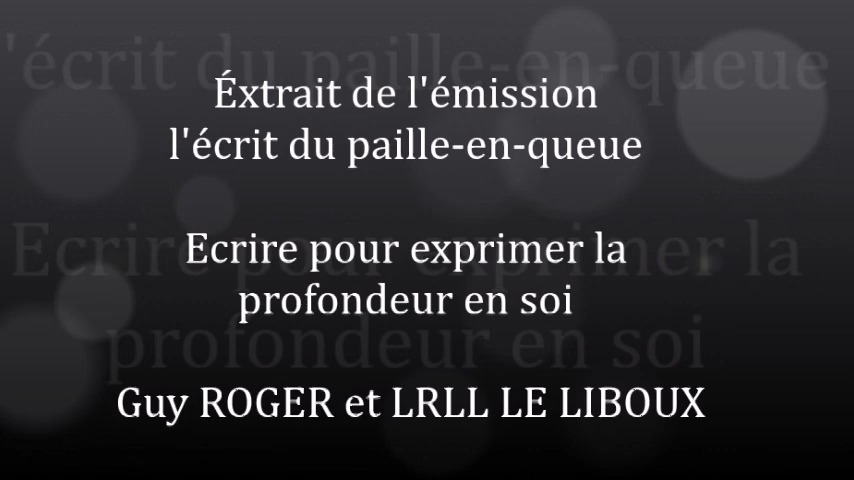 Éxtrait de l'émission
l'écrit du paille-en-queue
Ecrire pour exprimer la
profondeur en soi
Guy ROGER et LRLL LE LIBOUX